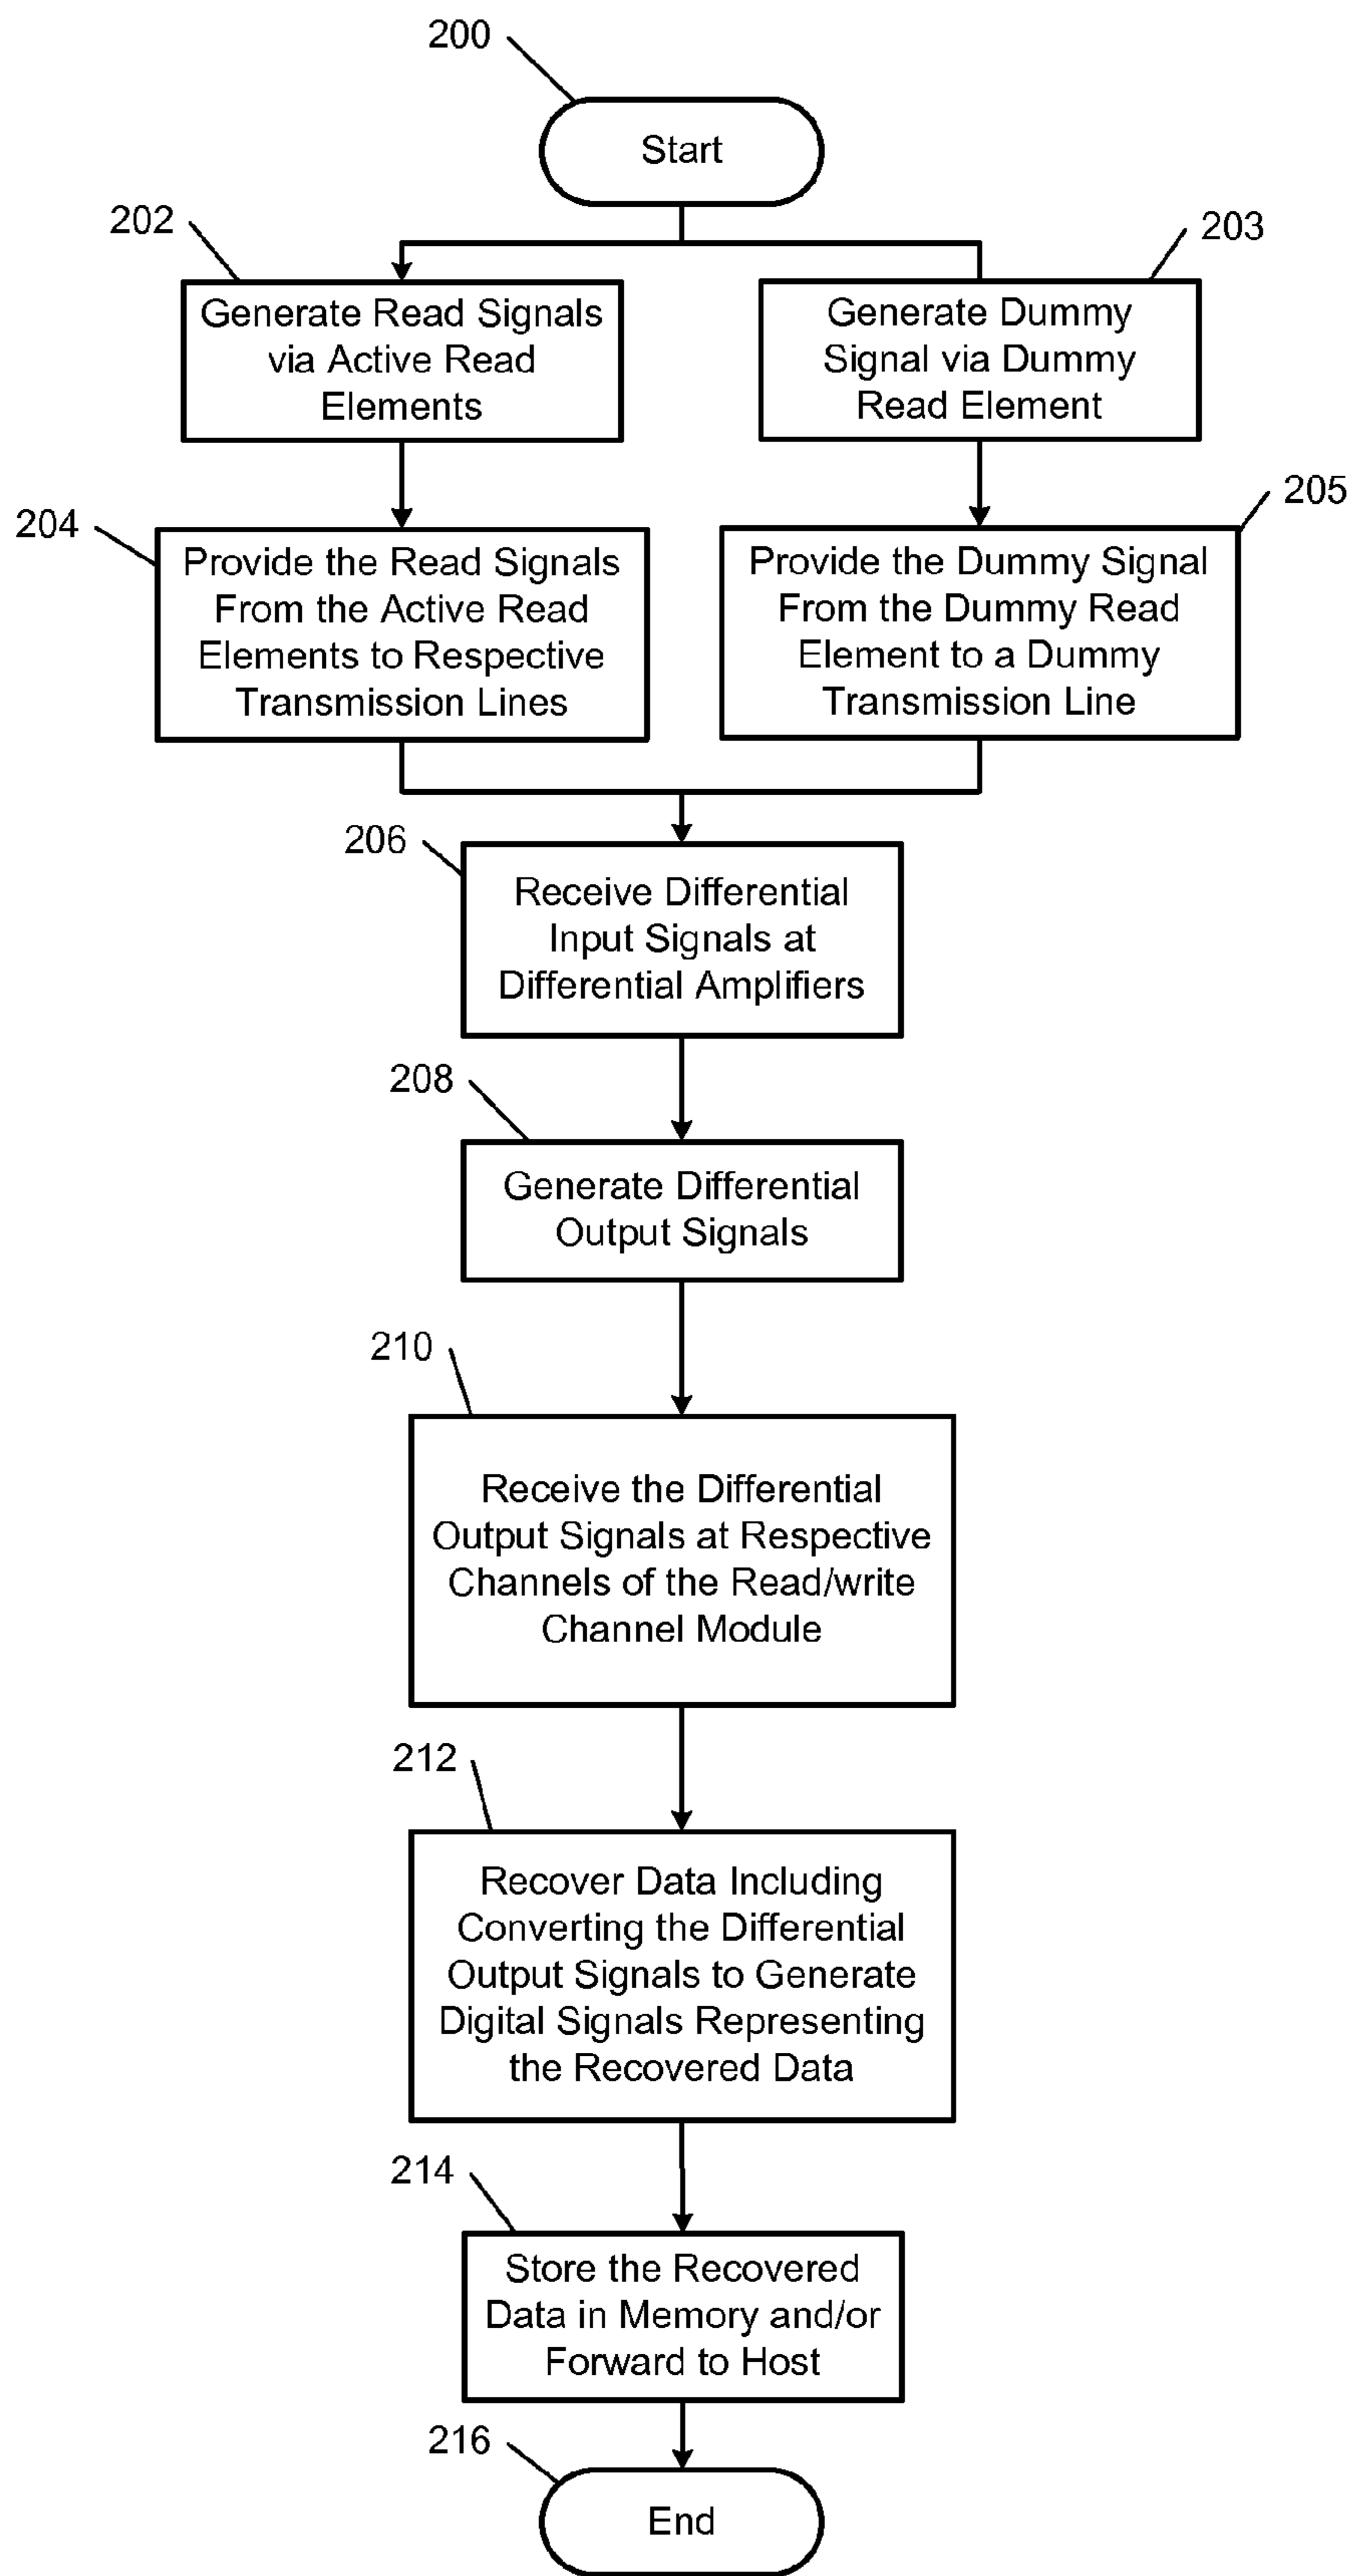 200
Start
202
203
Generate Read Signals
via Active Read
Elements
Generate Dummy
Signal via Dummy
Read Element
204
205
Provide the Read Signals
From the Active Read
Elements to Respective
Transmission Lines
Provide the Dummy Signal
From the Dummy Read
Element to a Dummy
Transmission Line
206
Receive Differential
Input Signals at
Differential Amplifiers
208
Generate Differential
Output Signals
210
Receive the Differential
Output Signals at Respective
Channels of the Read/write
Channel Module
212
Recover Data Including
Converting the Differential
Output Signals to Generate
Digital Signals Representing
the Recovered Data
214
Store the Recovered
Data in Memory and/or
Forward to Host
216
End